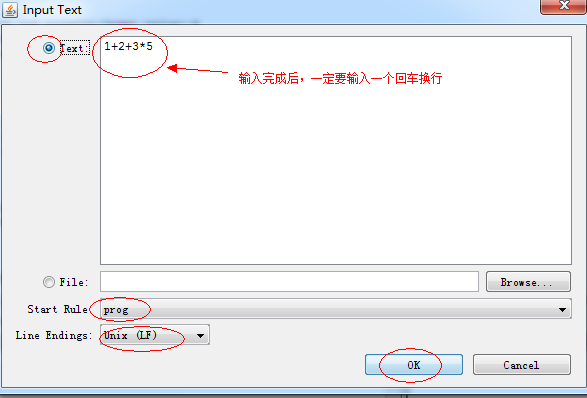 Input Text
Text:
1+2+3*5
输入完成后，一定要输入一个回车换行
File:
Browse...
Start Rule
prog
Line Endings:
Unix (LF)
OK
Cancel